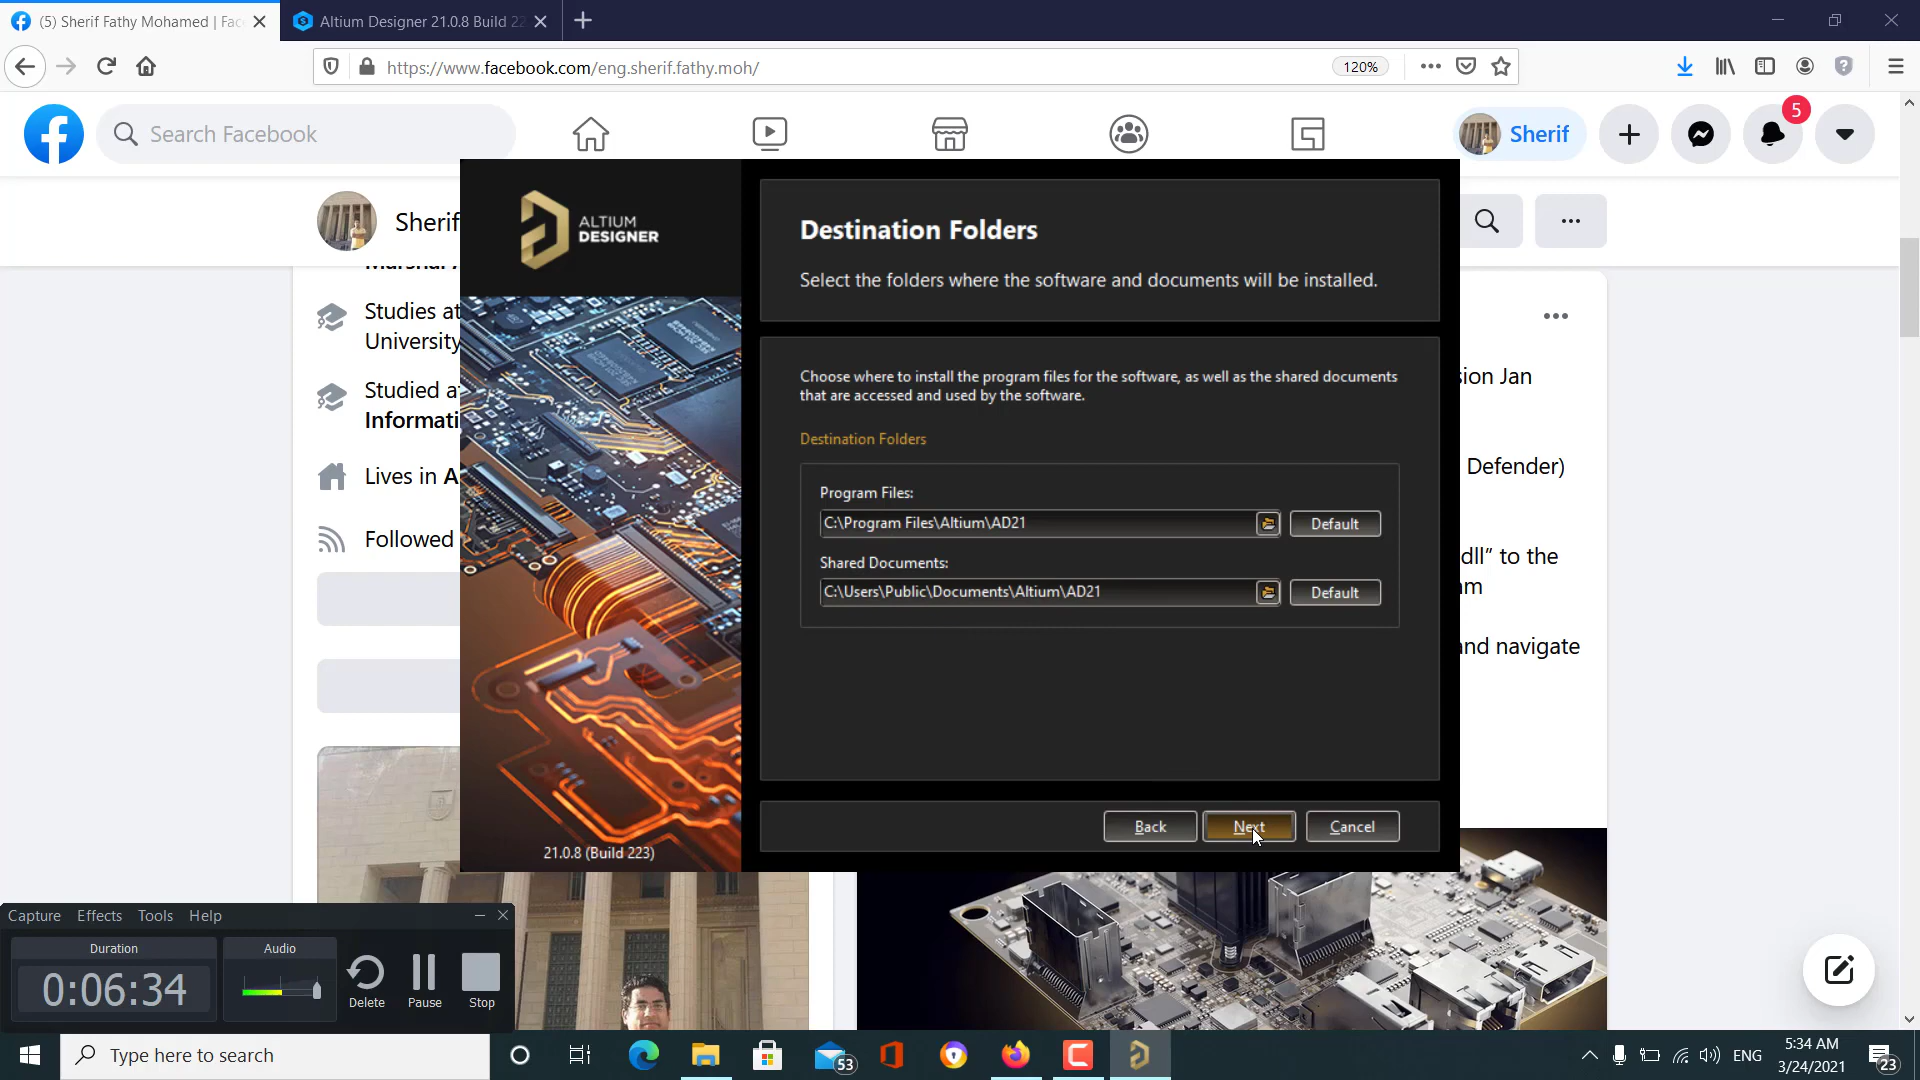 (5) Sherif Fathy Mohamed | Fac
Altium Designer 21.0.8 Build 22
https://www.facebook.com/eng.sherif.fathy.moh/
120%
Search Facebook
Sherif
5
Sherif
Studies at
University
Studied a
Informati
Lives in A
Followed
sion Jan
Defender)
dll” to the
m
and navigate
ALTIUM
DESIGNER
21.0.8 (Build 223)
Destination Folders
Select the folders where the software and documents will be installed.
Choose where to install the program files for the software, as well as the shared documents
that are accessed and used by the software.
Destination Folders
Program Files:
C:\Program Files\Altium\AD21
Default
Shared Documents:
C:\Users\Public\Documents\Altium\AD21
Default
Back
Next
Cancel
Capture Effects Tools Help
Duration
0:06:34
Audio
Delete
Pause
Stop
Type here to search
53
ENG
5:34 AM
3/24/2021
23